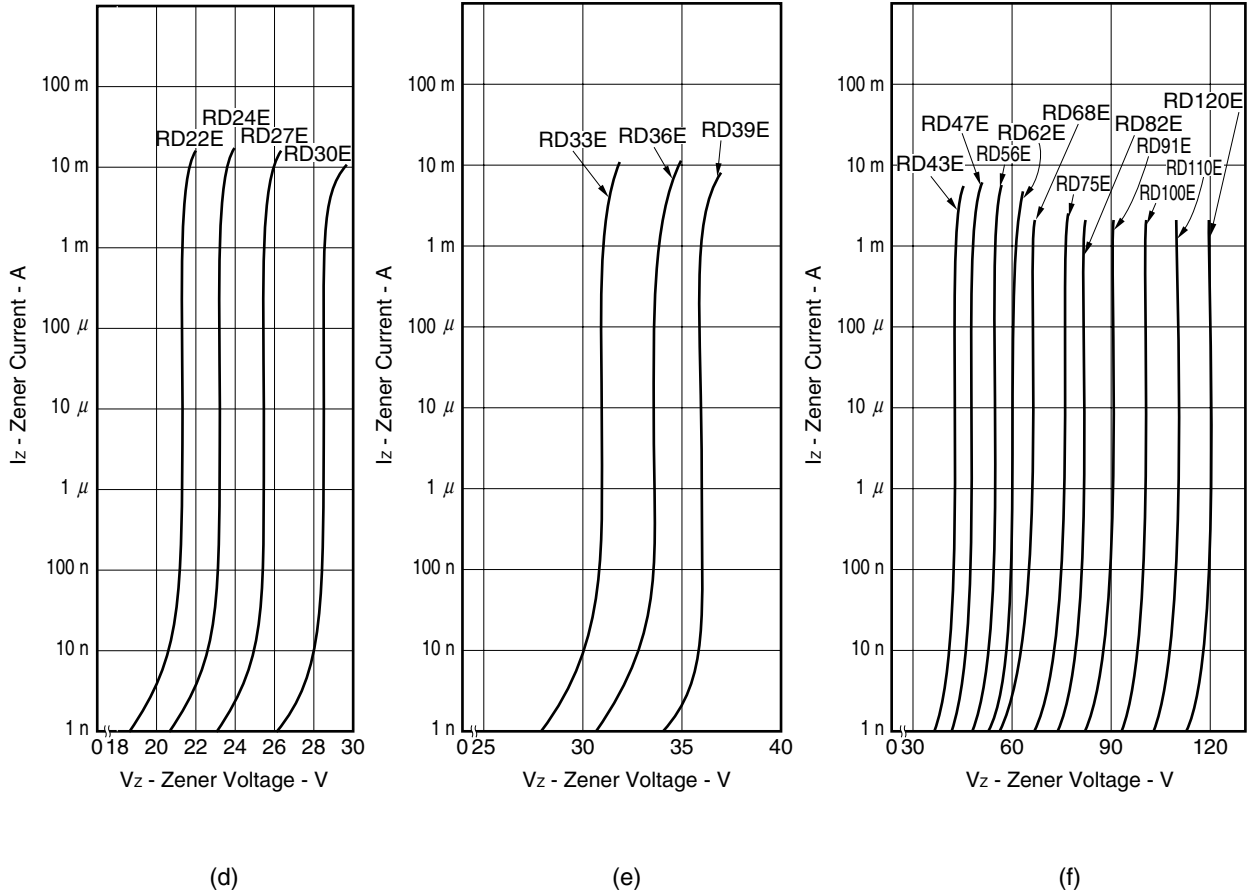 100 m
10 m
1 m
100 μ
10 μ
1 μ
100 n
10 n
1 n
Iz - Zener Current - A
RD22E
RD24E
RD27E
RD30E
0 18 20 22 24 26 28 30
Vz - Zener Voltage - V
(d)
100 m
10 m
1 m
100 μ
10 μ
1 μ
100 n
10 n
1 n
Iz - Zener Current - A
RD33E
RD36E
RD39E
0 25 30 35 40
Vz - Zener Voltage - V
(e)
100 m
10 m
1 m
100 μ
10 μ
1 μ
100 n
10 n
1 n
Iz - Zener Current - A
RD43E
RD47E
RD56E
RD62E
RD68E
RD75E
RD82E
RD91E
RD100E
RD110E
RD120E
0 30 60 90 120
Vz - Zener Voltage - V
(f)